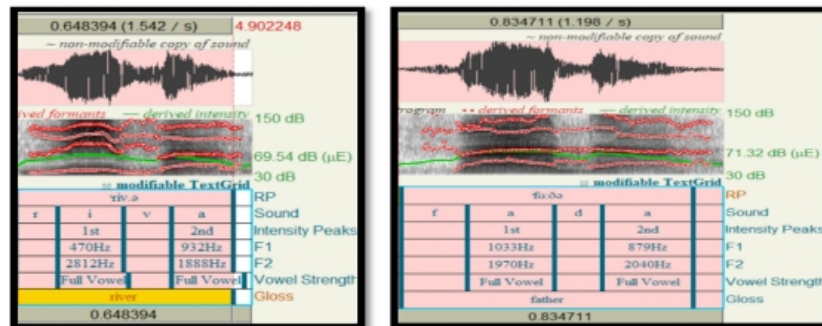 0.648394 (1.542 / s) 4.902248
~ non-modifiable copy of sound
ived formants — derived intensity
150 dB
69.54 dB (µE)
30 dB
modifiable TextGrid
ˈrɪv.ə RP
r i v a Sound
1st 2nd Intensity Peaks
470Hz 932Hz F1
2812Hz 1888Hz F2
Full Vowel Full Vowel Vowel Strength
river Gloss
0.648394
0.834711 (1.198 / s)
~ non-modifiable copy of sound
trogram •• derived formants — derived intensity
150 dB
71.32 dB (µE)
30 dB
modifiable TextGrid
ˈfɑːðə RP
f a d a Sound
1st 2nd Intensity Peaks
1033Hz 879Hz F1
1970Hz 2040Hz F2
Full Vowel Full Vowel Vowel Strength
father Gloss
0.834711